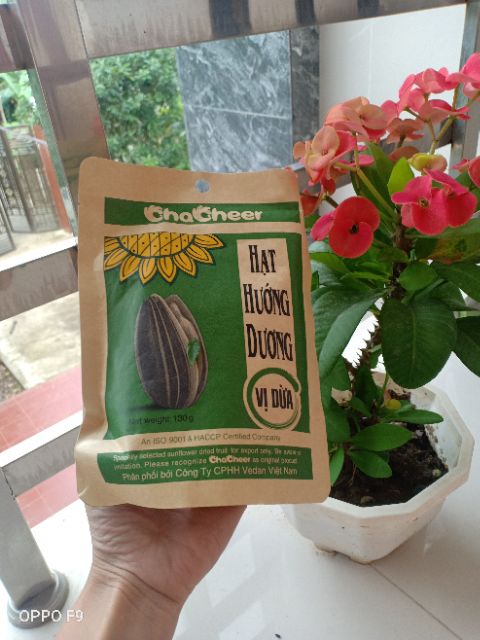 ChaCheer
HẠT
HƯỚNG
DƯƠNG
VỊ DỪA
Net weight: 130g
An ISO 9001 & HACCP Certified Company
Specially selected sunflower dried fruit for export only. Be aware of
imitation. Please recognize ChaCheer as original product
Phân phối bởi Công Ty CPHH Vedan Việt Nam
OPPO F9